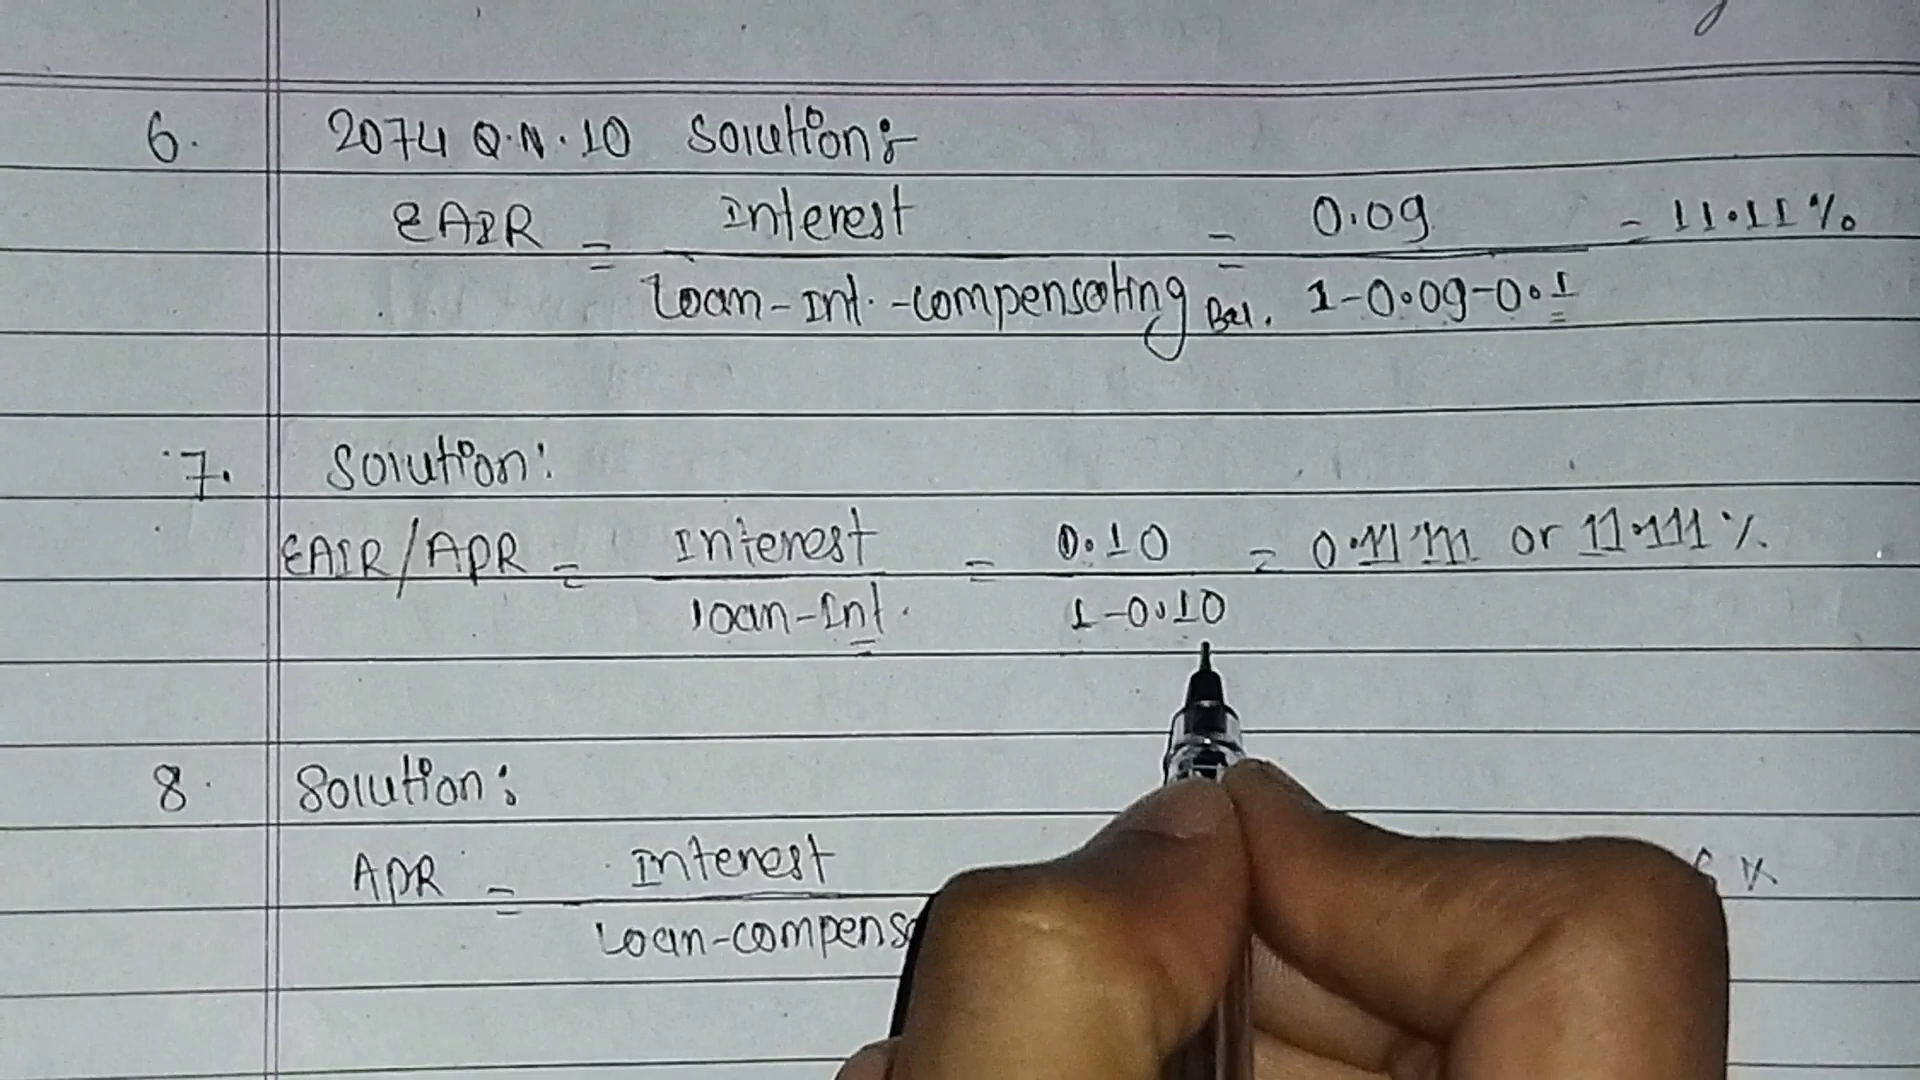 6. 2074 Q.N.10 Solution:-
EAIR = Interest / Loan-Int.-compensating Bal. = 0.09 / 1-0.09-0.1 = 11.11%
7. Solution:
EAIR/APR = Interest / loan-Int. = 0.10 / 1-0.10 = 0.11111 or 11.111%
8. Solution:
APR = Interest / Loan-compensa